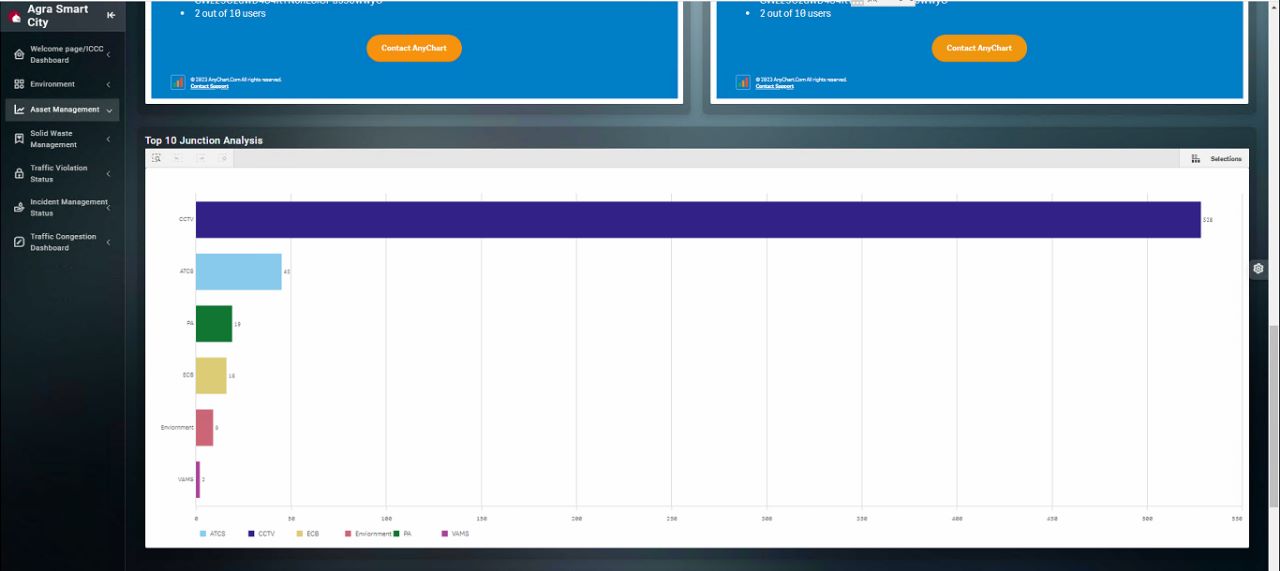 Agra Smart
City
Welcome page/ICCC
Dashboard
Environment
Asset Management
Solid Waste
Management
Traffic Violation
Status
Incident Management
Status
Traffic Congestion
Dashboard
• 2 out of 10 users
Contact AnyChart
© 2023 AnyChart.Com All rights reserved.
Contact Support
• 2 out of 10 users
Contact AnyChart
© 2023 AnyChart.Com All rights reserved.
Contact Support
Top 10 Junction Analysis
Selections
CCTV
528
ATCS
45
PA
19
ECB
16
Enviornment
9
VAMS
2
0 50 100 150 200 250 300 350 400 450 500 550
ATCS CCTV ECB Enviornment PA VAMS